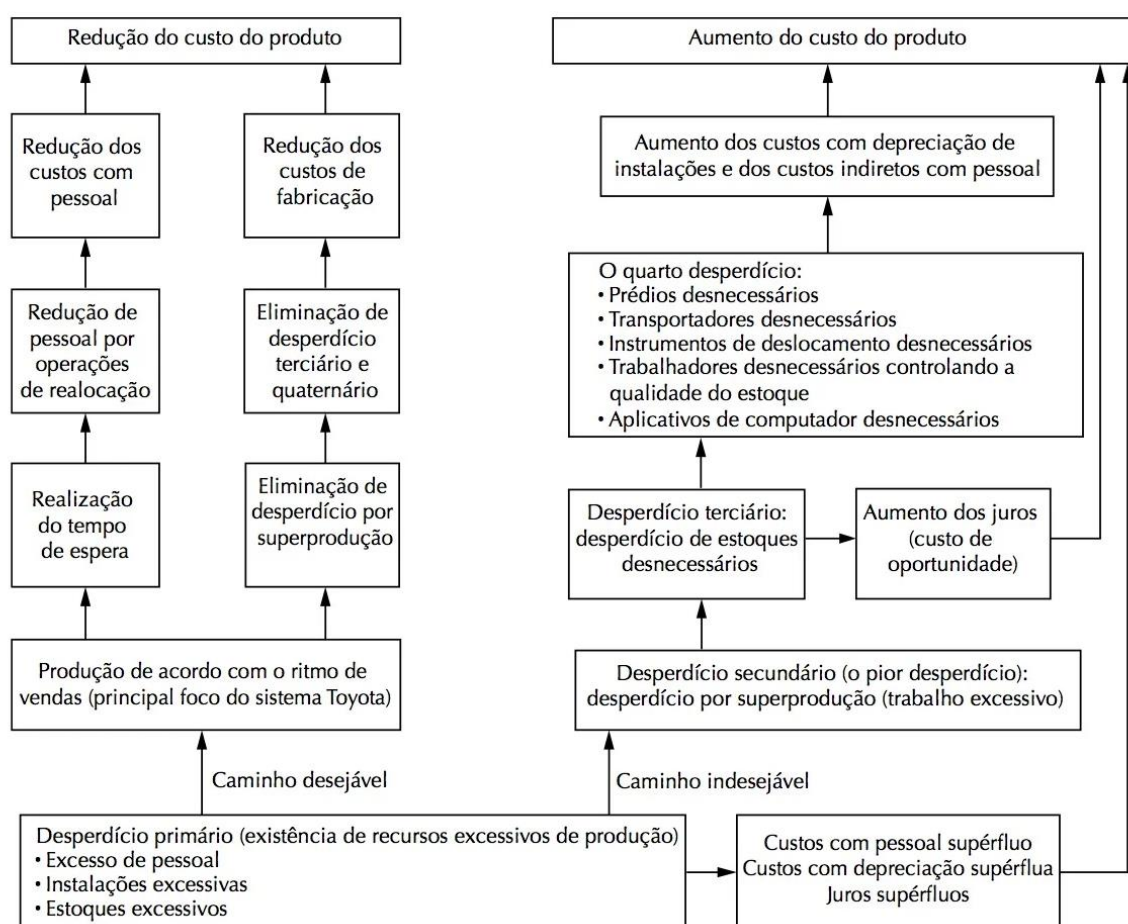 Redução do custo do produto
Aumento do custo do produto
Redução dos
custos com
pessoal
Redução dos
custos de
fabricação
Aumento dos custos com depreciação de
instalações e dos custos indiretos com pessoal
Redução de
pessoal por
operações
de realocação
Eliminação de
desperdício
terciário e
quaternário
O quarto desperdício:
• Prédios desnecessários
• Transportadores desnecessários
• Instrumentos de deslocamento desnecessários
• Trabalhadores desnecessários controlando a
qualidade do estoque
• Aplicativos de computador desnecessários
Realização
do tempo
de espera
Eliminação de
desperdício por
superprodução
Desperdício terciário:
desperdício de estoques
desnecessários
Aumento dos juros
(custo de
oportunidade)
Produção de acordo com o ritmo de
vendas (principal foco do sistema Toyota)
Desperdício secundário (o pior desperdício):
desperdício por superprodução (trabalho excessivo)
Caminho desejável
Caminho indesejável
Desperdício primário (existência de recursos excessivos de produção)
• Excesso de pessoal
• Instalações excessivas
• Estoques excessivos
Custos com pessoal supérfluo
Custos com depreciação supérflua
Juros supérfluos